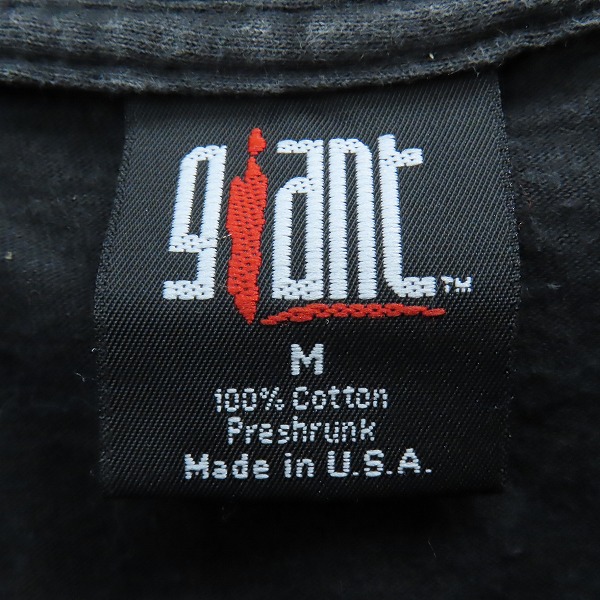 giant™
M
100% Cotton
Preshrunk
Made in U.S.A.